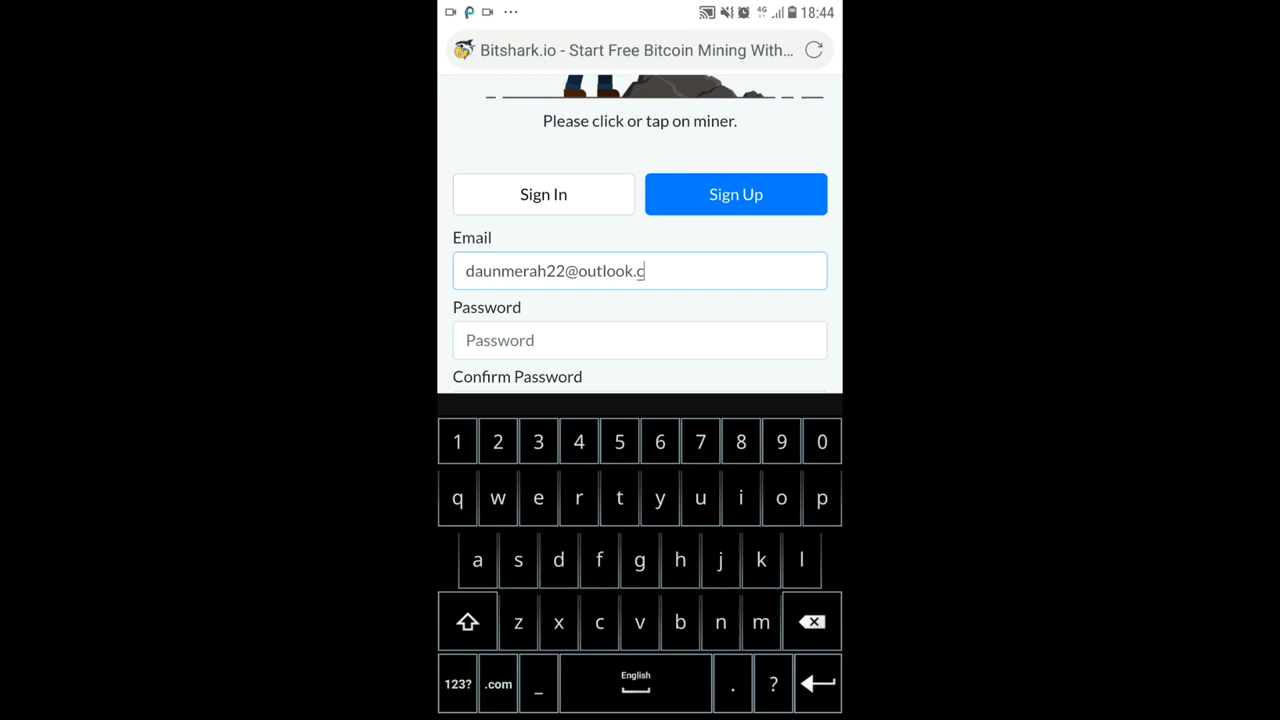 4G 18:44
Bitshark.io - Start Free Bitcoin Mining With...
Please click or tap on miner.
Sign In Sign Up
Email
daunmerah22@outlook.c
Password
Password
Confirm Password
1 2 3 4 5 6 7 8 9 0
q w e r t y u i o p
a s d f g h j k l
z x c v b n m
123? .com _ English . ?